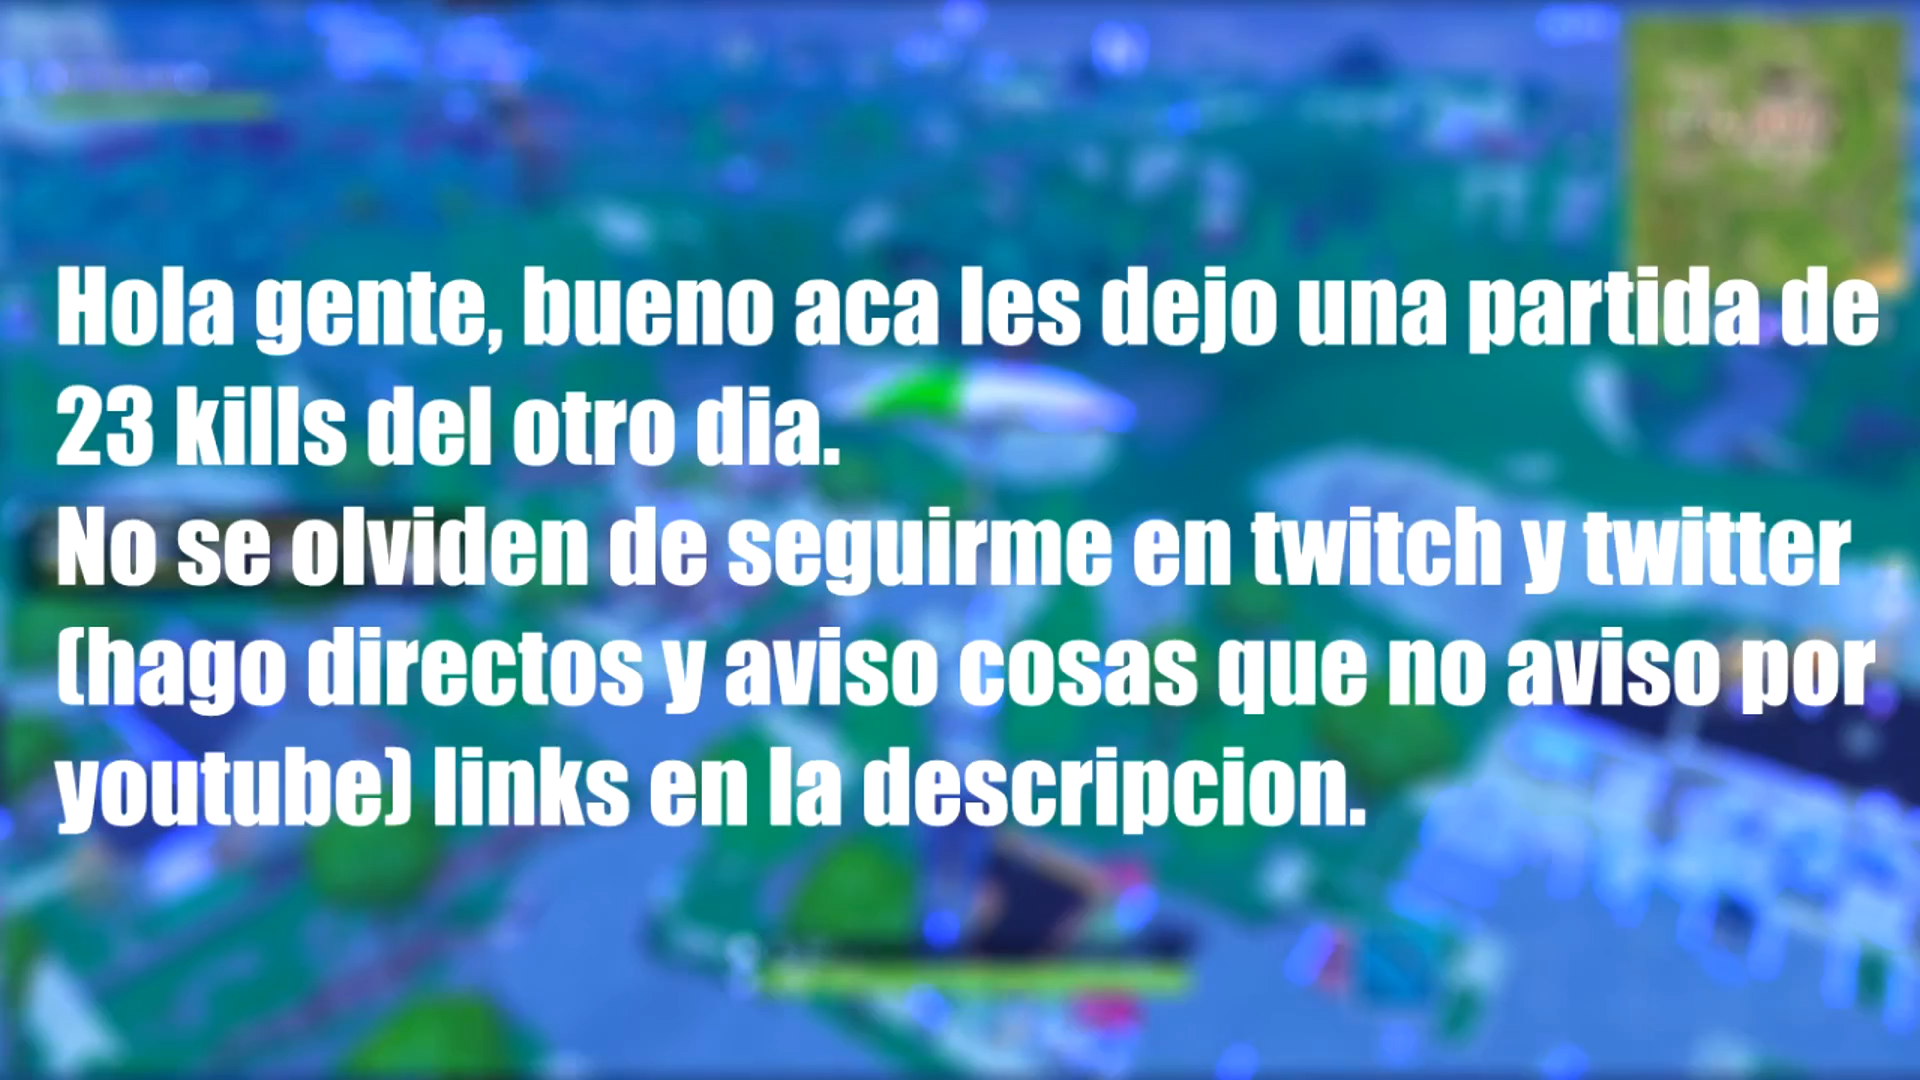 Hola gente, bueno aca les dejo una partida de
23 kills del otro dia.
No se olviden de seguirme en twitch y twitter
(hago directos y aviso cosas que no aviso por
youtube) links en la descripcion.